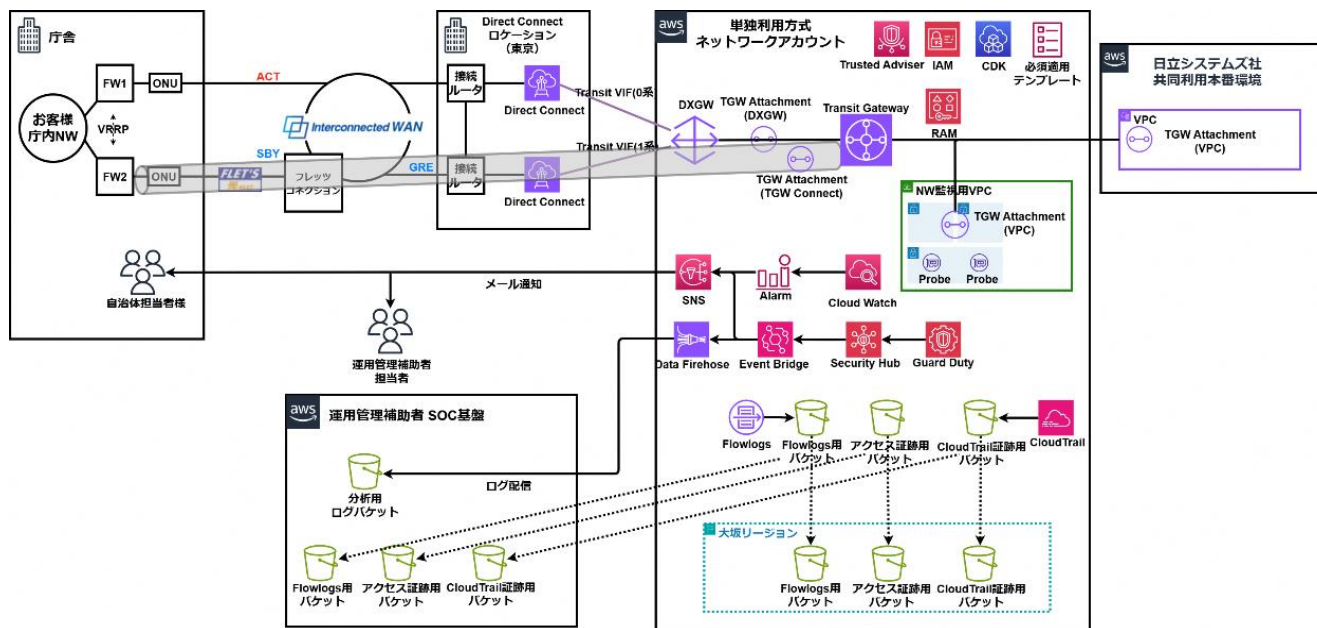 庁舎
FW1
ONU
ACT
お客様
庁内NW
VRRP
SBY
FW2
ONU
FLET'S
フレッツ
コネクション
Interconnected WAN
GRE
Direct Connect
ロケーション
（東京）
接続
ルータ
Direct Connect
接続
ルータ
Direct Connect
Transit VIF(0系
Transit VIF(1系
aws
単独利用方式
ネットワークアカウント
Trusted Adviser
IAM
CDK
必須適用
テンプレート
DXGW
TGW Attachment
(DXGW)
Transit Gateway
RAM
TGW Attachment
(TGW Connect)
NW監視用VPC
TGW Attachment
(VPC)
Probe
Probe
aws
日立システムズ社
共同利用本番環境
VPC
TGW Attachment
(VPC)
自治体担当者様
メール通知
運用管理補助者
担当者
SNS
Alarm
Cloud Watch
Data Firehose
Event Bridge
Security Hub
Guard Duty
aws
運用管理補助者 SOC基盤
分析用
ログバケット
ログ配信
Flowlogs用
バケット
アクセス証跡用
バケット
CloudTrail証跡用
バケット
Flowlogs
Flowlogs用
バケット
アクセス証跡用
バケット
CloudTrail証跡用
バケット
CloudTrail
大坂リージョン
Flowlogs用
バケット
アクセス証跡用
バケット
CloudTrail証跡用
バケット